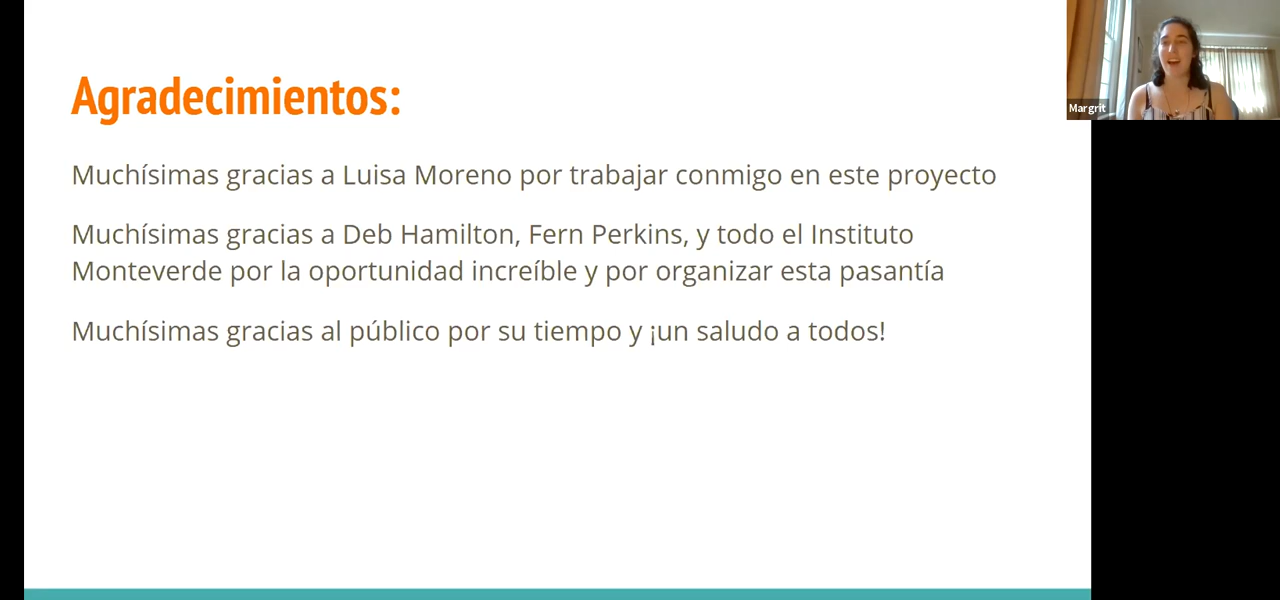 Agradecimientos:
Muchísimas gracias a Luisa Moreno por trabajar conmigo en este proyecto
Muchísimas gracias a Deb Hamilton, Fern Perkins, y todo el Instituto
Monteverde por la oportunidad increíble y por organizar esta pasantía
Muchísimas gracias al público por su tiempo y ¡un saludo a todos!
Margrit